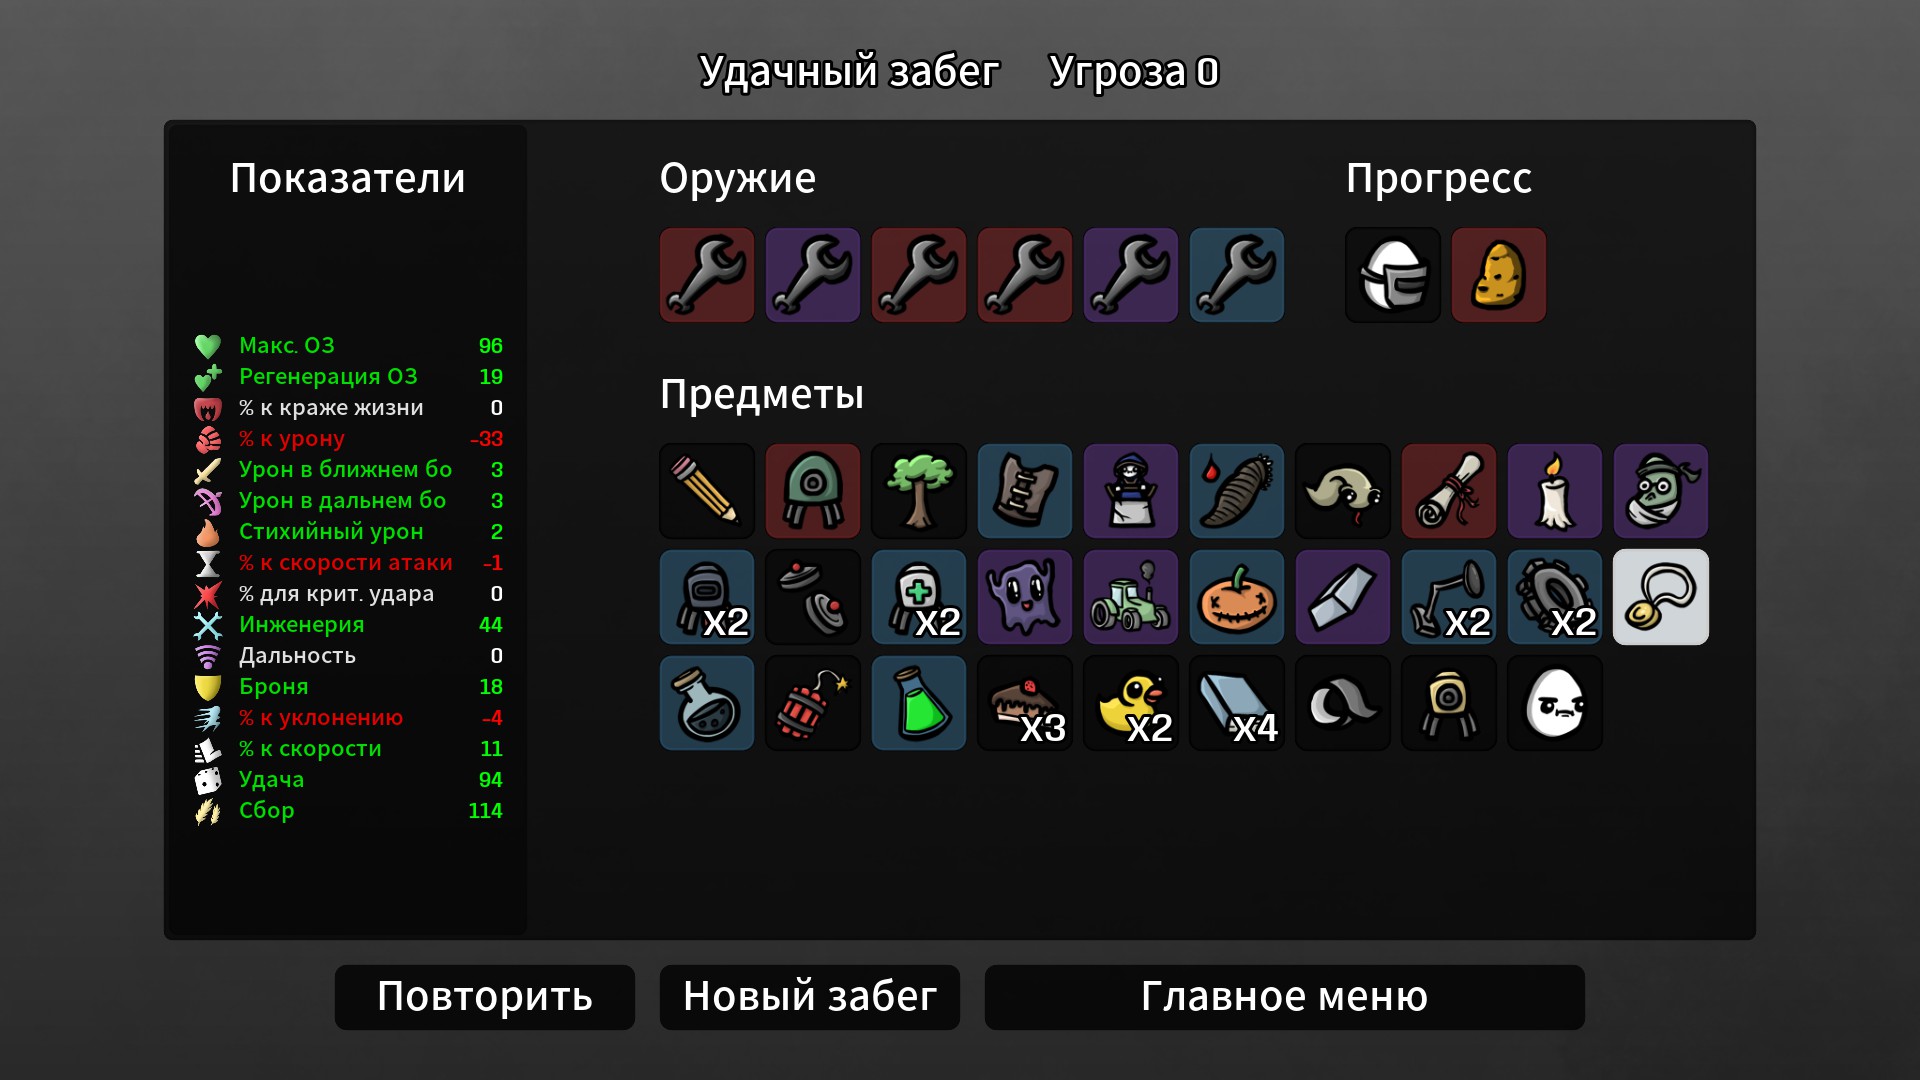 Удачный забег Угроза 0
Показатели
Оружие
Прогресс
Макс. ОЗ 96
Регенерация ОЗ 19
% к краже жизни 0
% к урону -33
Урон в ближнем бо 3
Урон в дальнем бо 3
Стихийный урон 2
% к скорости атаки -1
% для крит. удара 0
Инженерия 44
Дальность 0
Броня 18
% к уклонению -4
% к скорости 11
Удача 94
Сбор 114
Предметы
X2 X2 X2 X2
X3 X2 X4
Повторить Новый забег Главное меню